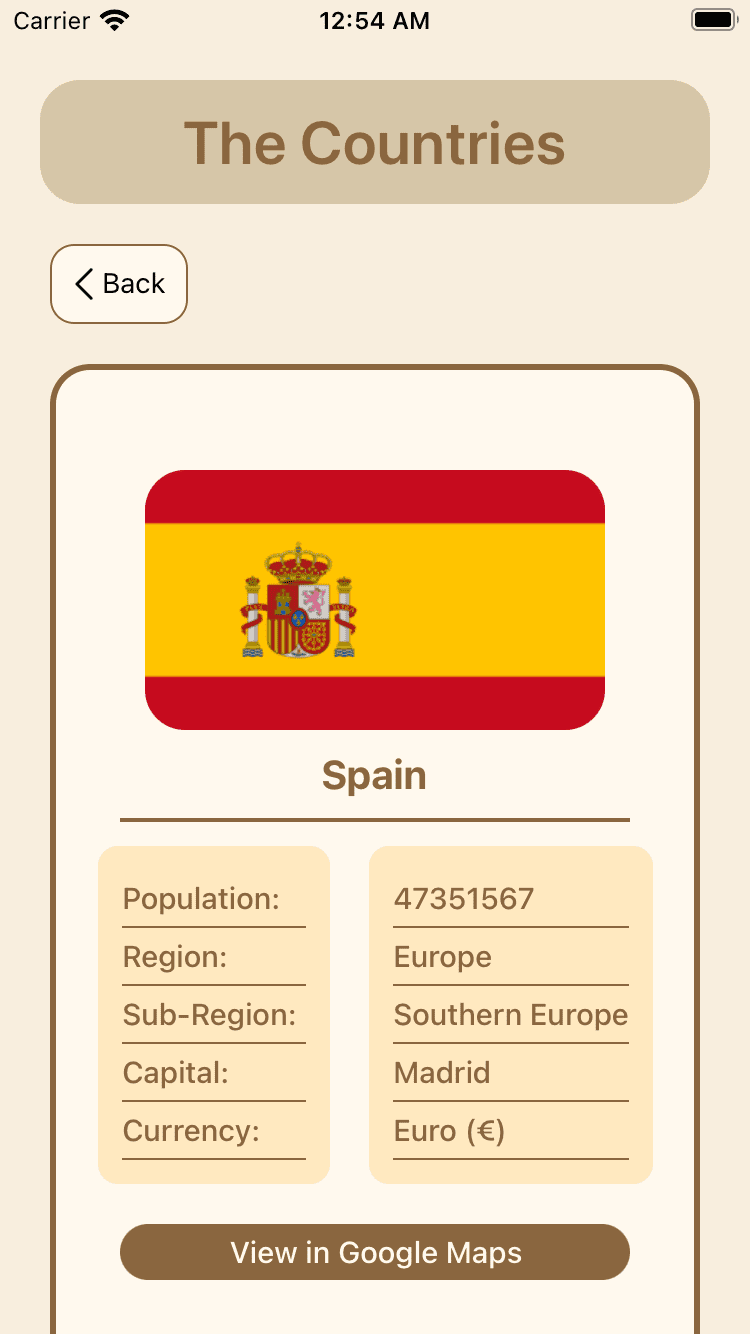 Carrier 12:54 AM
The Countries
Back
Spain
Population: 47351567
Region: Europe
Sub-Region: Southern Europe
Capital: Madrid
Currency: Euro (€)
View in Google Maps